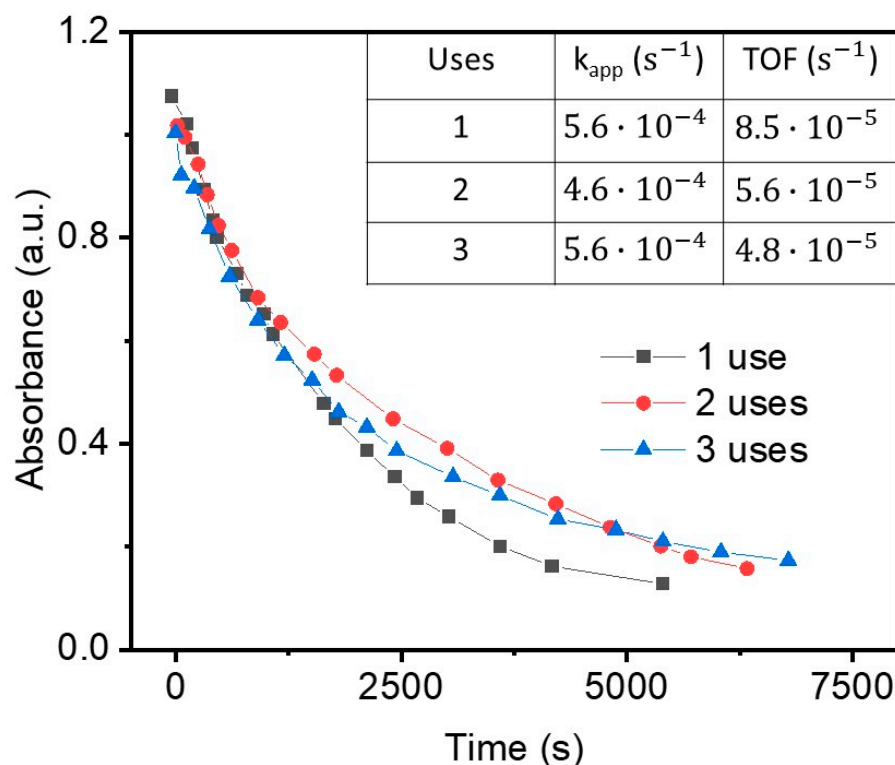 1.2
Uses k_app (s⁻¹) TOF (s⁻¹)
1 5.6 · 10⁻⁴ 8.5 · 10⁻⁵
2 4.6 · 10⁻⁴ 5.6 · 10⁻⁵
3 5.6 · 10⁻⁴ 4.8 · 10⁻⁵
0.8
Absorbance (a.u.)
1 use
2 uses
3 uses
0.4
0.0
0 2500 5000 7500
Time (s)